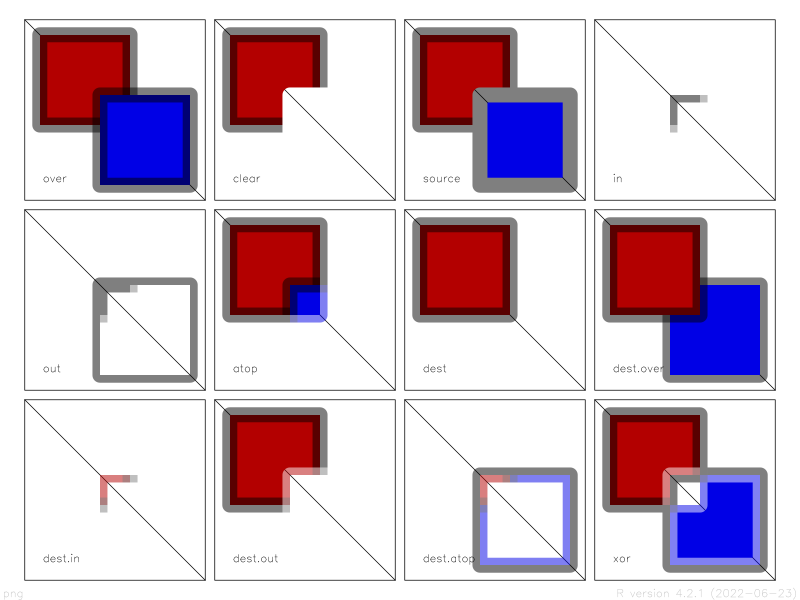 over
clear
source
in
out
atop
dest
dest.over
dest.in
dest.out
dest.atop
xor
png
R version 4.2.1 (2022-06-23)